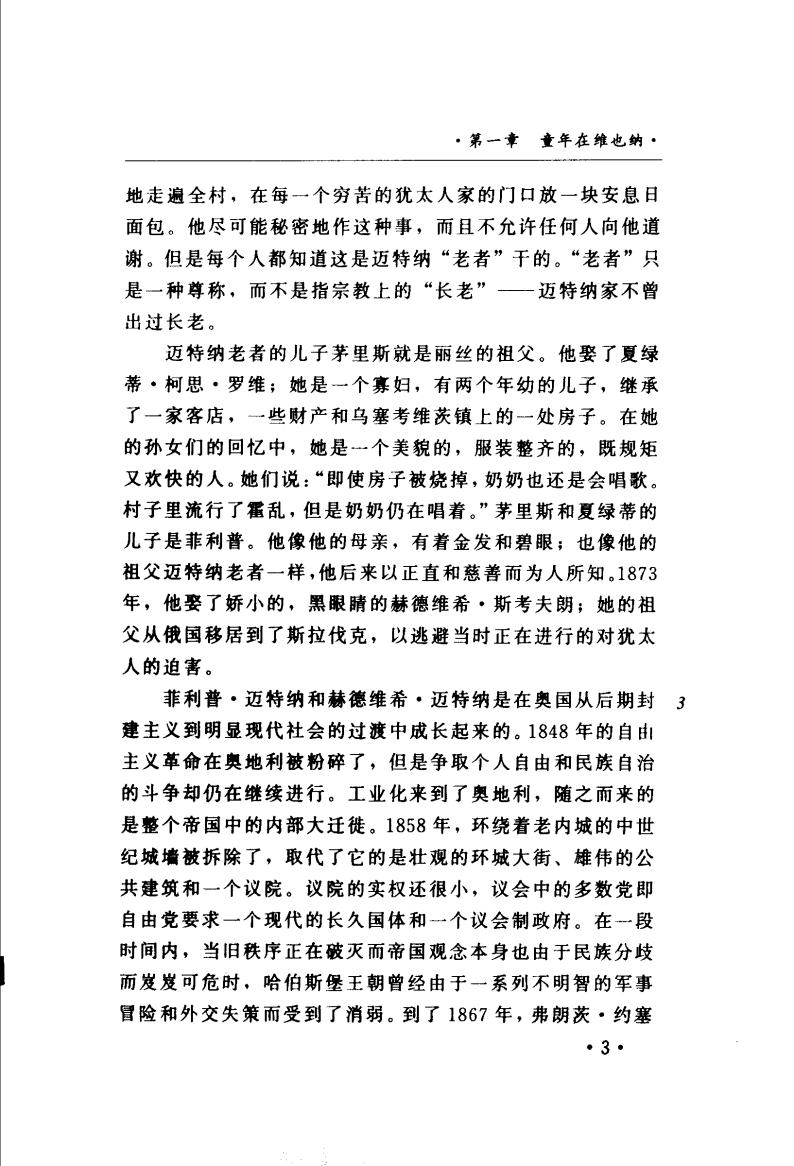 ·第一章　童年在维也纳·
地走遍全村，在每一个穷苦的犹太人家的门口放一块安息日
面包。他尽可能秘密地作这种事，而且不允许任何人向他道
谢。但是每个人都知道这是迈特纳“老者”干的。“老者”只
是一种尊称，而不是指宗教上的“长老”——迈特纳家不曾
出过长老。
迈特纳老者的儿子茅里斯就是丽丝的祖父。他娶了夏绿
蒂·柯思·罗维；她是一个寡妇，有两个年幼的儿子，继承
了一家客店，一些财产和乌塞考维茨镇上的一处房子。在她
的孙女们的回忆中，她是一个美貌的，服装整齐的，既规矩
又欢快的人。她们说：“即使房子被烧掉，奶奶也还是会唱歌。
村子里流行了霍乱，但是奶奶仍在唱着。”茅里斯和夏绿蒂的
儿子是菲利普。他像他的母亲，有着金发和碧眼；也像他的
祖父迈特纳老者一样，他后来以正直和慈善而为人所知。1873
年，他娶了娇小的，黑眼睛的赫德维希·斯考夫朗；她的祖
父从俄国移居到了斯拉伐克，以逃避当时正在进行的对犹太
人的迫害。
菲利普·迈特纳和赫德维希·迈特纳是在奥国从后期封
3
建主义到明显现代社会的过渡中成长起来的。1848 年的自由
主义革命在奥地利被粉碎了，但是争取个人自由和民族自治
的斗争却仍在继续进行。工业化来到了奥地利，随之而来的
是整个帝国中的内部大迁徙。1858 年，环绕着老内城的中世
纪城墙被拆除了，取代了它的是壮观的环城大街、雄伟的公
共建筑和一个议院。议院的实权还很小，议会中的多数党即
自由党要求一个现代的长久国体和一个议会制政府。在一段
时间内，当旧秩序正在破灭而帝国观念本身也由于民族分歧
而岌岌可危时，哈伯斯堡王朝曾经由于一系列不明智的军事
冒险和外交失策而受到了消弱。到了 1867 年，弗朗茨·约塞
·3·